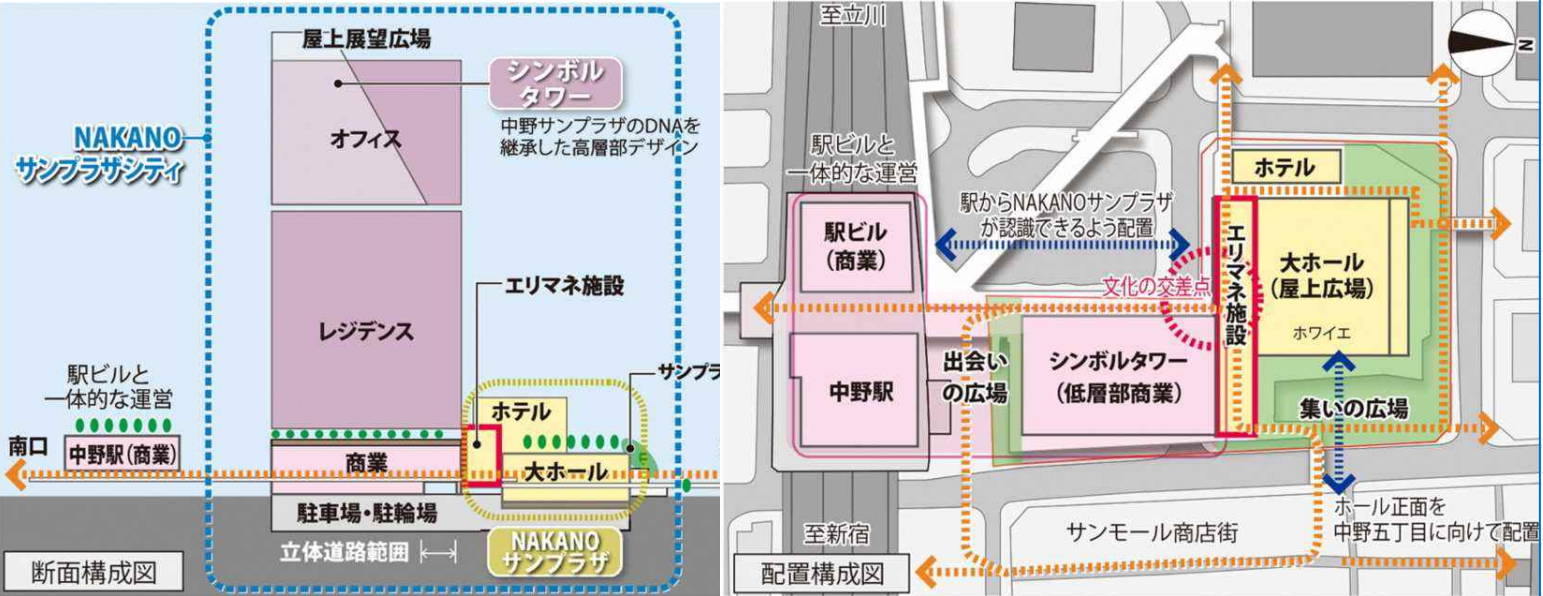 屋上展望広場
シンボル
タワー
中野サンプラザのDNAを
継承した高層部デザイン
オフィス
NAKANO
サンプラザシティ
レジデンス
エリマネ施設
サンプラ
駅ビルと
一体的な運営
ホテル
南口
中野駅(商業)
商業
大ホール
駐車場・駐輪場
立体道路範囲
NAKANO
サンプラザ
断面構成図
至立川
N
駅ビルと
一体的な運営
ホテル
駅からNAKANOサンプラザ
が認識できるよう配置
駅ビル
(商業)
エリマネ施設
大ホール
(屋上広場)
文化の交差点
ホワイエ
出会い
の広場
シンボルタワー
(低層部商業)
中野駅
集いの広場
ホール正面を
中野五丁目に向けて配置
サンモール商店街
至新宿
配置構成図